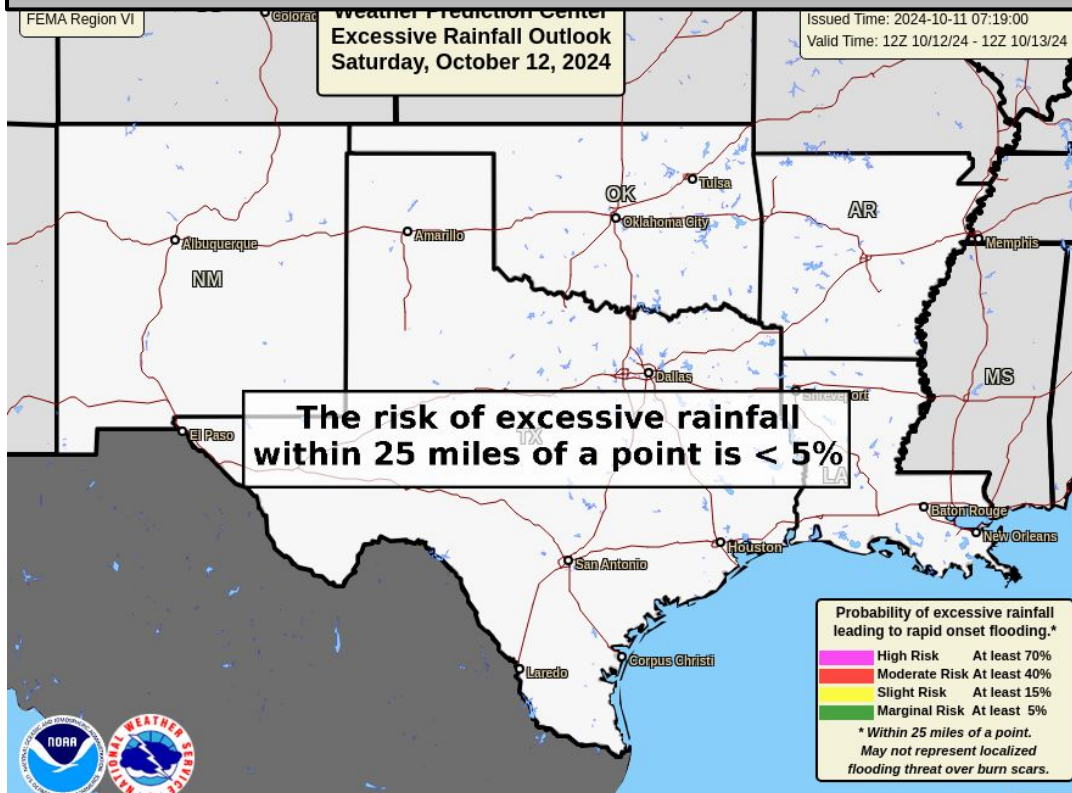 FEMA Region VI
Weather Prediction Center
Excessive Rainfall Outlook
Saturday, October 12, 2024
Issued Time: 2024-10-11 07:19:00
Valid Time: 12Z 10/12/24 - 12Z 10/13/24
Colorad
Tulsa
OK
Oklahoma City
AR
Albuquerque
Amarillo
Memphis
NM
Dallas
MS
Shreveport
The risk of excessive rainfall
within 25 miles of a point is < 5%
TX
El Paso
LA
Baton Rouge
New Orleans
Houston
San Antonio
Corpus Christi
Laredo
Probability of excessive rainfall
leading to rapid onset flooding.*
High Risk At least 70%
Moderate Risk At least 40%
Slight Risk At least 15%
Marginal Risk At least 5%
* Within 25 miles of a point.
May not represent localized
flooding threat over burn scars.
NOAA
NATIONAL WEATHER SERVICE